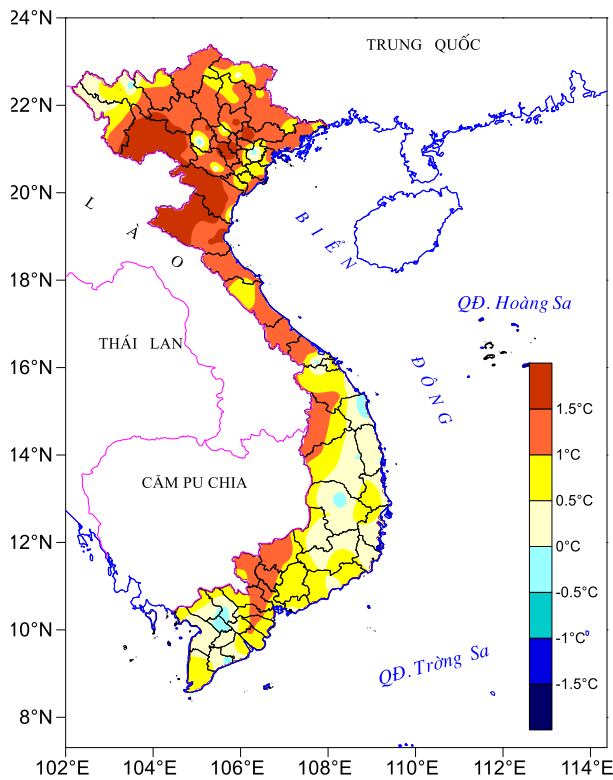 24°N
TRUNG QUỐC
22°N
20°N
LÀO
BIỂN
18°N
QĐ. Hoàng Sa
THÁI LAN
16°N
ĐÔNG
1.5°C
14°N
1°C
CĂM PU CHIA
0.5°C
12°N
0°C
-0.5°C
10°N
-1°C
QĐ. Trờng Sa
-1.5°C
8°N
102°E 104°E 106°E 108°E 110°E 112°E 114°E